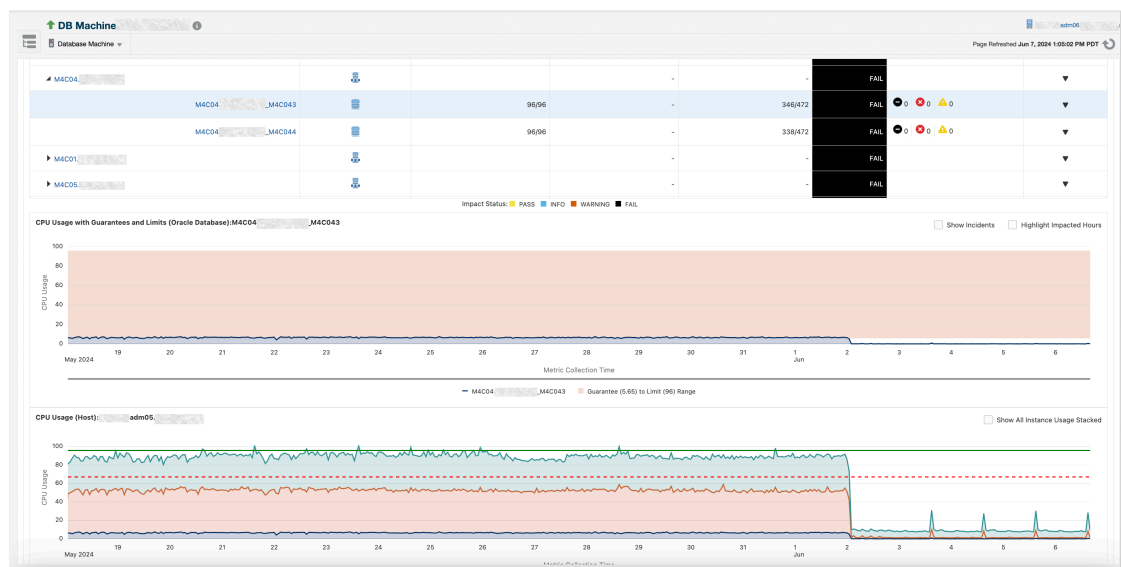 DB Machine
adm06
Database Machine
Page Refreshed Jun 7, 2024 1:05:02 PM PDT
M4C04.
- - FAIL
M4C04 _M4C043 96/96 - 346/472 FAIL 0 0 0
M4C04 _M4C044 96/96 - 338/472 FAIL 0 0 0
M4C01. - - FAIL
M4C05. - - FAIL
Impact Status: PASS INFO WARNING FAIL
CPU Usage with Guarantees and Limits (Oracle Database):M4C04 _M4C043
Show Incidents Highlight Impacted Hours
100
80
60
40
20
0
CPU Usage
19 20 21 22 23 24 25 26 27 28 29 30 31 1 2 3 4 5 6
May 2024 Jun
Metric Collection Time
M4C04 _M4C043 Guarantee (5.65) to Limit (96) Range
CPU Usage (Host): adm05.
Show All Instance Usage Stacked
100
80
60
40
20
0
CPU Usage
19 20 21 22 23 24 25 26 27 28 29 30 31 1 2 3 4 5 6
May 2024 Jun
Metric Collection Time